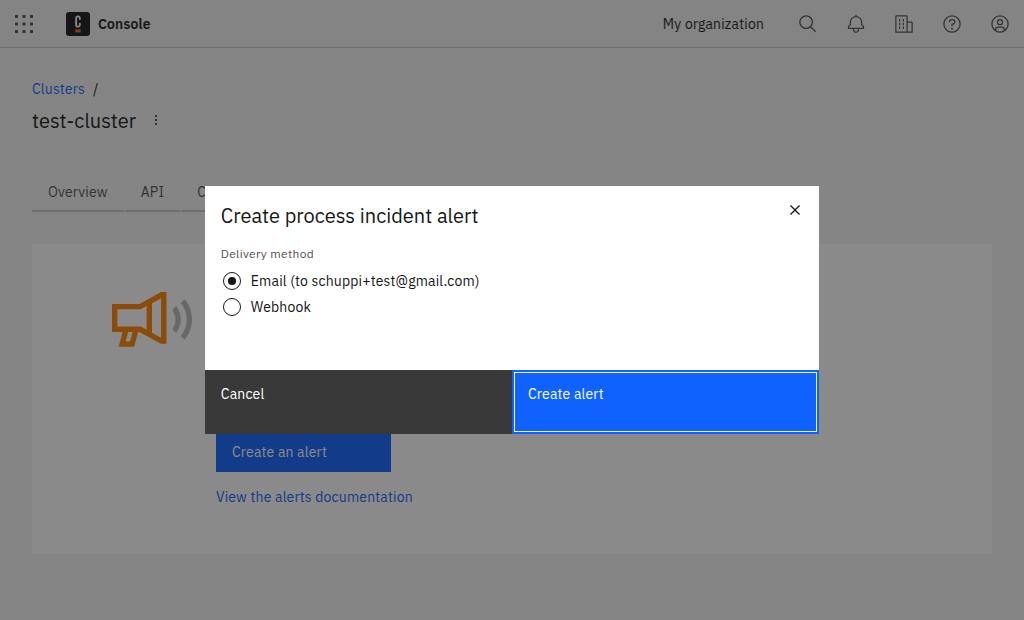 Console
My organization
Clusters /
test-cluster
Overview
API
Create process incident alert
Delivery method
Email (to schuppi+test@gmail.com)
Webhook
Cancel
Create alert
Create an alert
View the alerts documentation